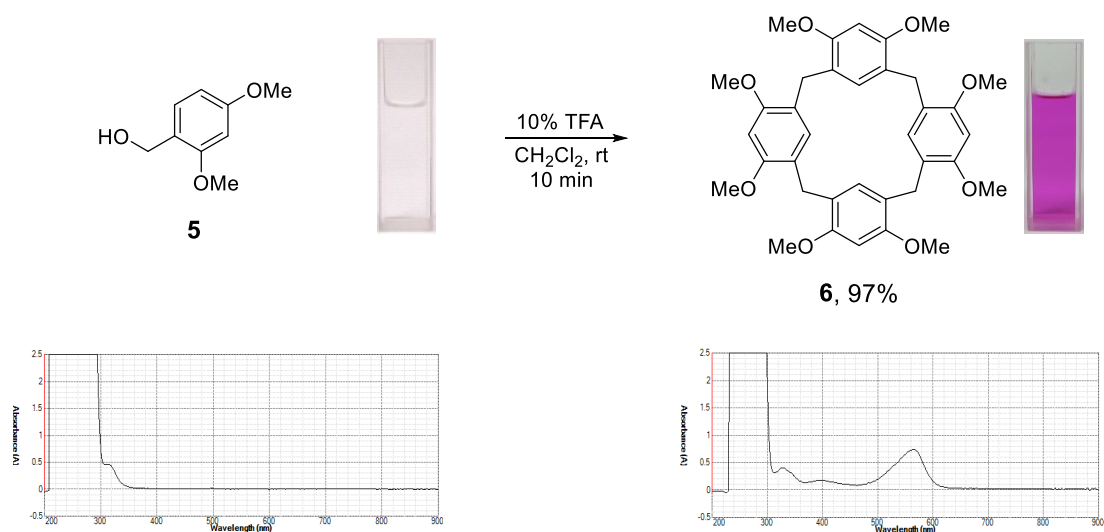 OMe
HO
OMe
5
10% TFA
CH2Cl2, rt
10 min
MeO
OMe
MeO
OMe
MeO
OMe
MeO
OMe
6, 97%
2.5
2
1.5
1
0.5
0
-0.5
Absorbance (A)
200 300 400 500 600 700 800 900
Wavelength (nm)
2.5
2
1.5
1
0.5
0
-0.5
Absorbance (A)
200 300 400 500 600 700 800 900
Wavelength (nm)